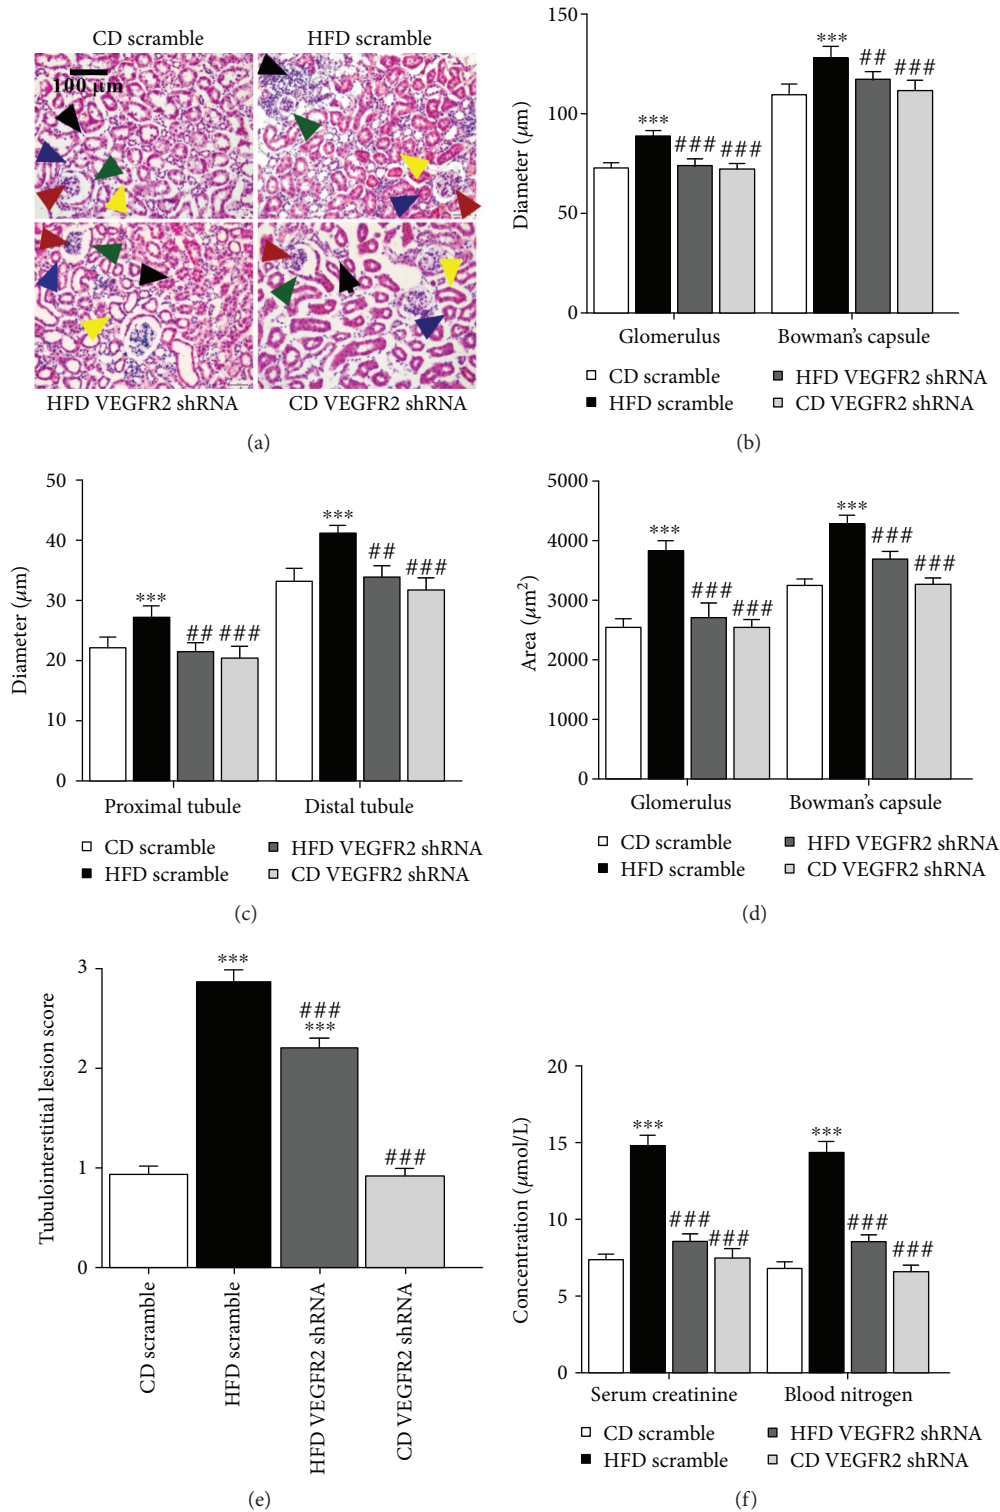 CD scramble
HFD scramble
100 μm
HFD VEGFR2 shRNA
CD VEGFR2 shRNA
(a)
150
100
50
0
Diameter (μm)
***
###
###
***
##
###
Glomerulus
Bowman's capsule
CD scramble
HFD scramble
HFD VEGFR2 shRNA
CD VEGFR2 shRNA
(b)
50
40
30
20
10
0
Diameter (μm)
***
##
###
***
##
###
Proximal tubule
Distal tubule
CD scramble
HFD scramble
HFD VEGFR2 shRNA
CD VEGFR2 shRNA
(c)
5000
4000
3000
2000
1000
0
Area (μm²)
***
###
###
***
###
###
Glomerulus
Bowman's capsule
CD scramble
HFD scramble
HFD VEGFR2 shRNA
CD VEGFR2 shRNA
(d)
3
2
1
0
Tubulointerstitial lesion score
***
###
***
###
CD scramble
HFD scramble
HFD VEGFR2 shRNA
CD VEGFR2 shRNA
(e)
20
15
10
5
0
Concentration (μmol/L)
***
###
###
***
###
###
Serum creatinine
Blood nitrogen
CD scramble
HFD scramble
HFD VEGFR2 shRNA
CD VEGFR2 shRNA
(f)